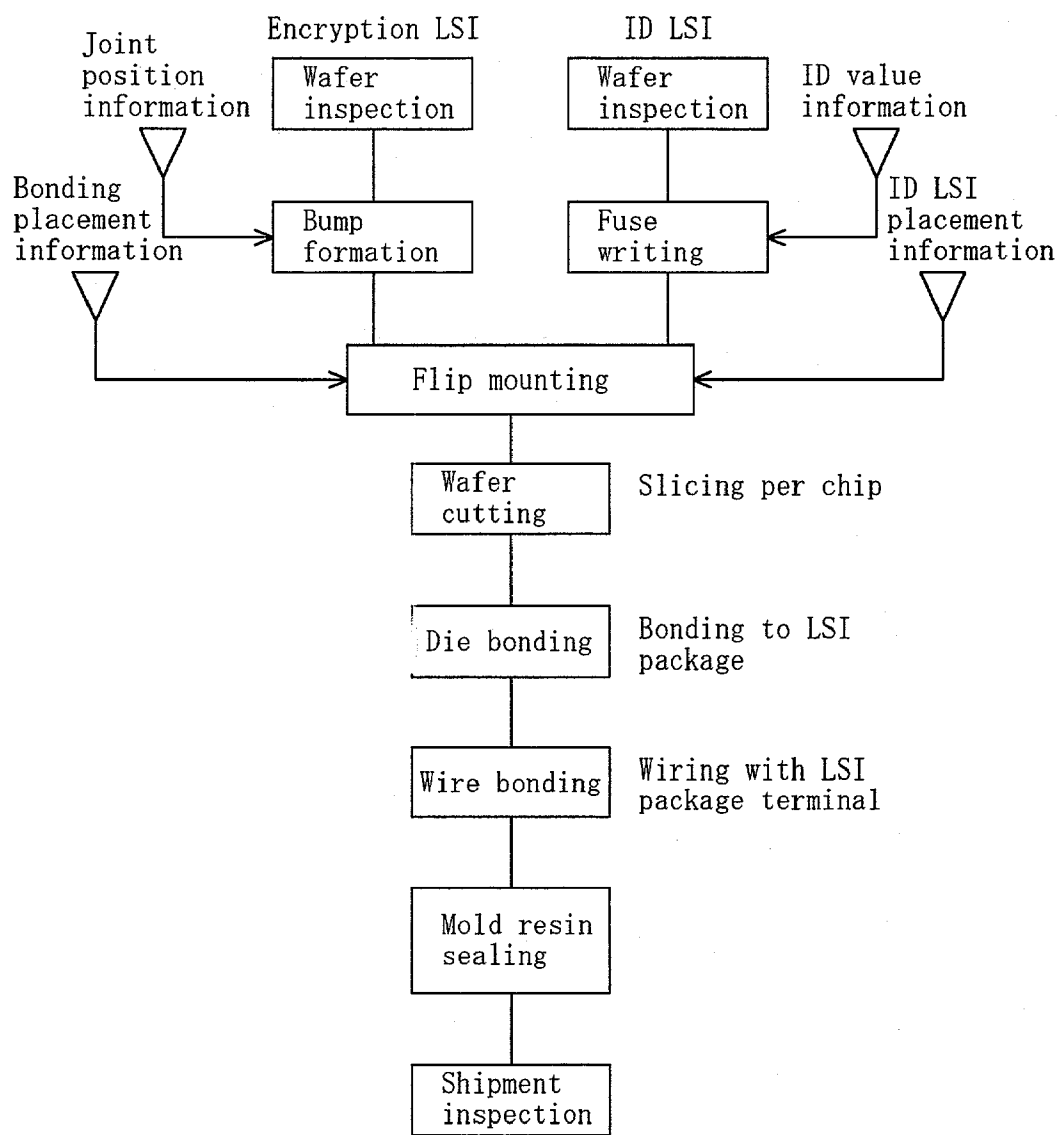 Encryption LSI
ID LSI
Joint
position
information
Wafer
inspection
Wafer
inspection
ID value
information
Bonding
placement
information
Bump
formation
Fuse
writing
ID LSI
placement
information
Flip mounting
Wafer
cutting
Slicing per chip
Die bonding
Bonding to LSI
package
Wire bonding
Wiring with LSI
package terminal
Mold resin
sealing
Shipment
inspection